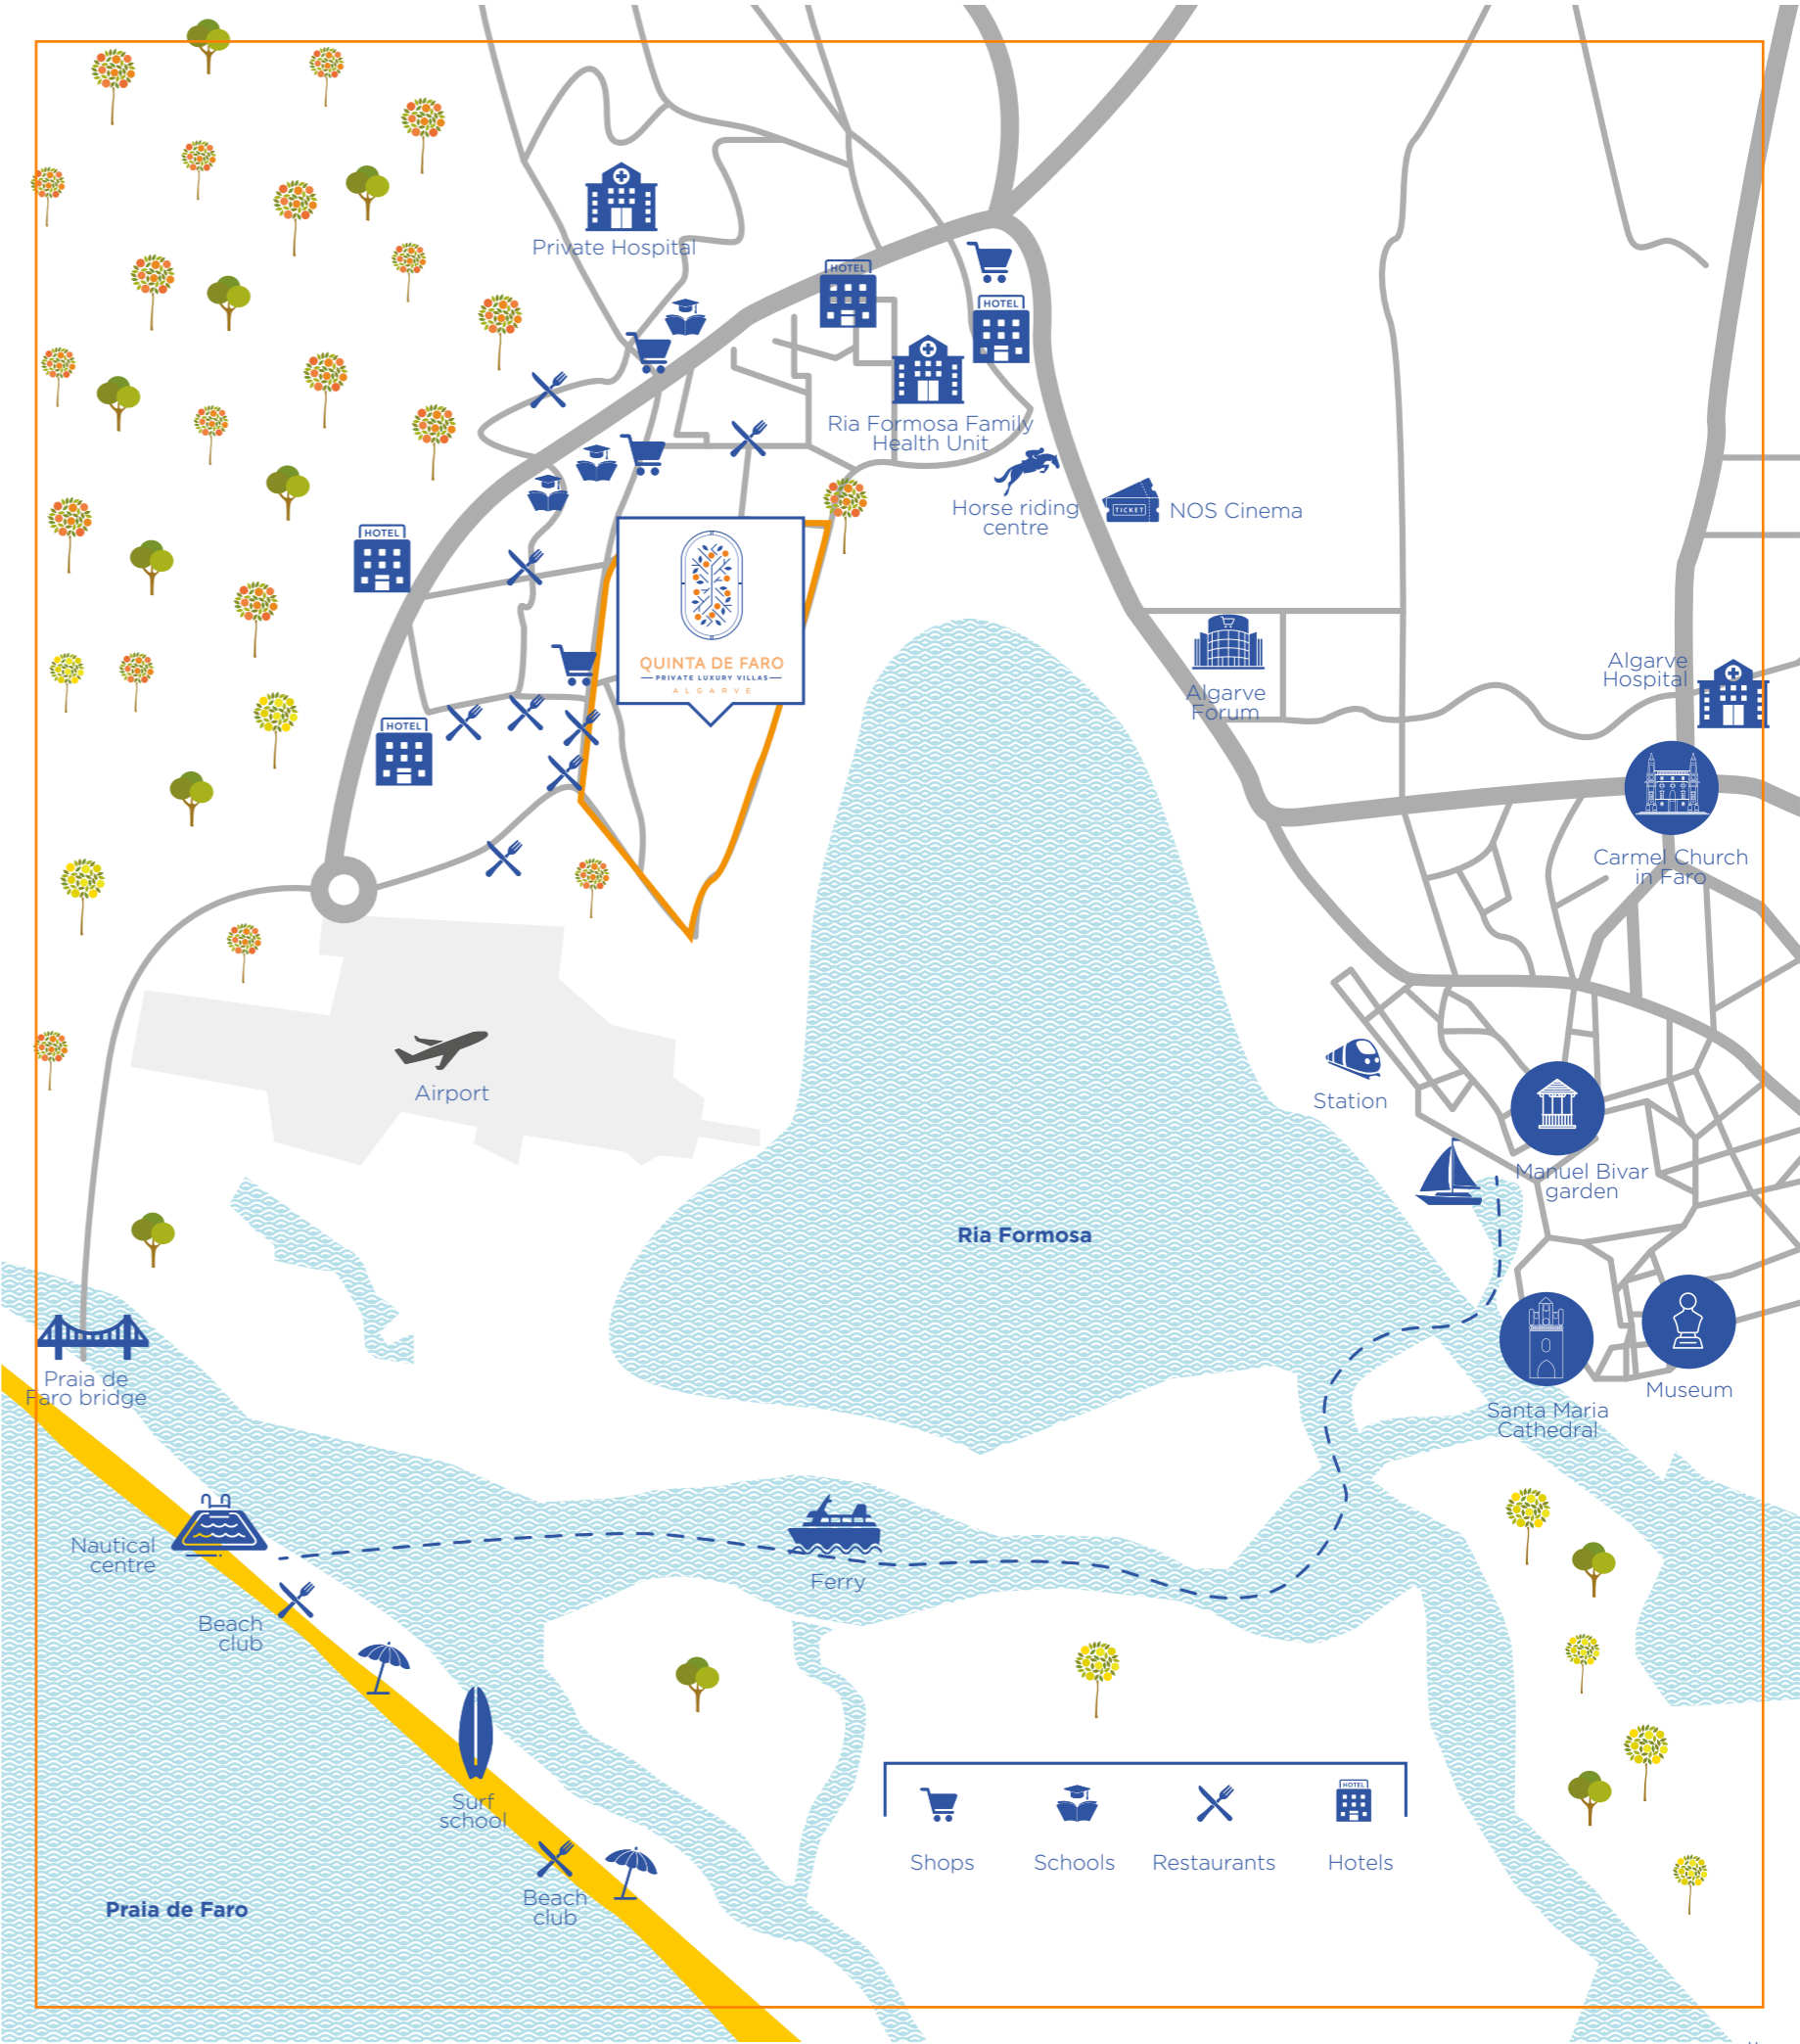 Private Hospital
HOTEL
HOTEL
Ria Formosa Family
Health Unit
Horse riding
centre
TICKET
NOS Cinema
HOTEL
QUINTA DE FARO
PRIVATE LUXURY VILLAS
ALGARVE
Algarve
Forum
Algarve
Hospital
HOTEL
Carmel Church
in Faro
Airport
Station
Manuel Bivar
garden
Ria Formosa
Praia de
Faro bridge
Museum
Santa Maria
Cathedral
Nautical
centre
Ferry
Beach
club
Surf
school
HOTEL
Shops
Schools
Restaurants
Hotels
Beach
club
Praia de Faro